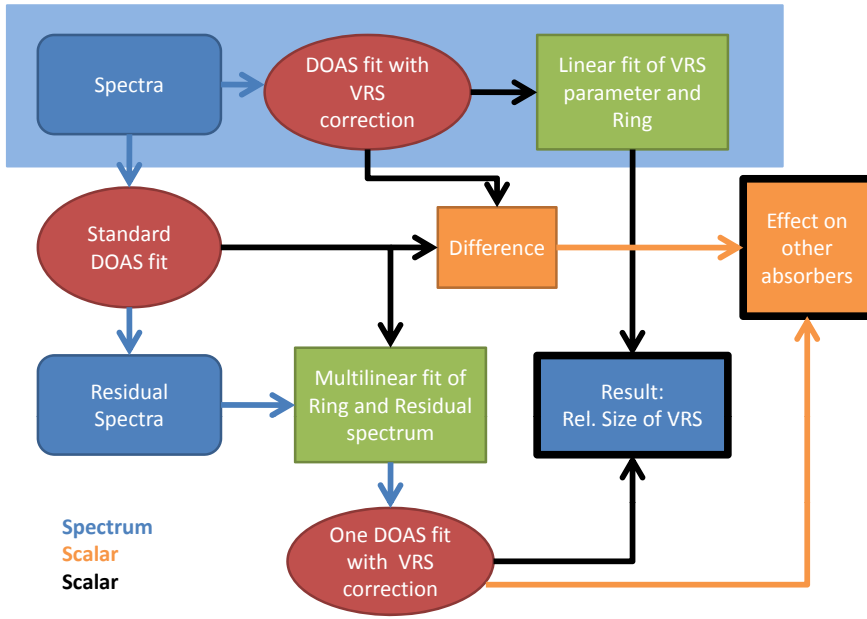 Spectra
DOAS fit with
VRS
correction
Linear fit of VRS
parameter and
Ring
Standard
DOAS fit
Difference
Effect on
other
absorbers
Residual
Spectra
Multilinear fit of
Ring and Residual
spectrum
Result:
Rel. Size of VRS
One DOAS fit
with VRS
correction
Spectrum
Scalar
Scalar